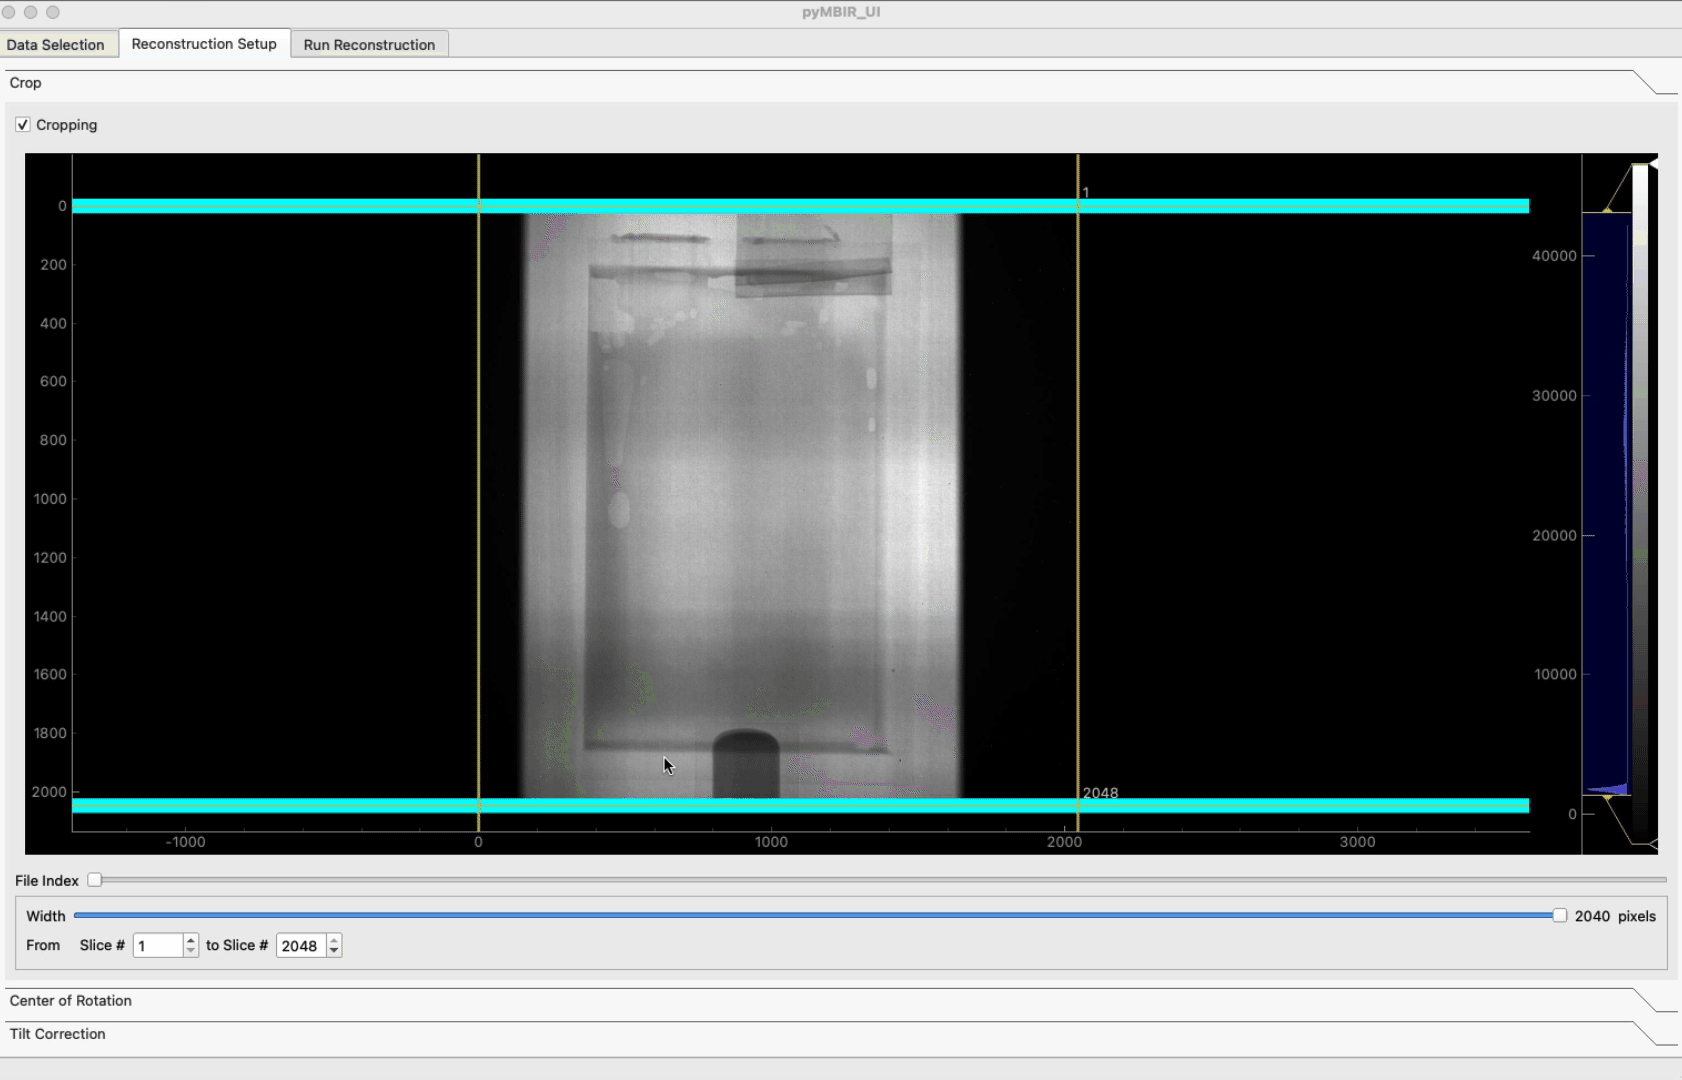 pyMBIR_UI
Data Selection Reconstruction Setup Run Reconstruction
Crop
Cropping
1
0
200
400
600
800
1000
1200
1400
1600
1800
2000
2048
-1000 0 1000 2000 3000
40000
30000
20000
10000
0
File Index
Width 2040 pixels
From Slice # 1 to Slice # 2048
Center of Rotation
Tilt Correction